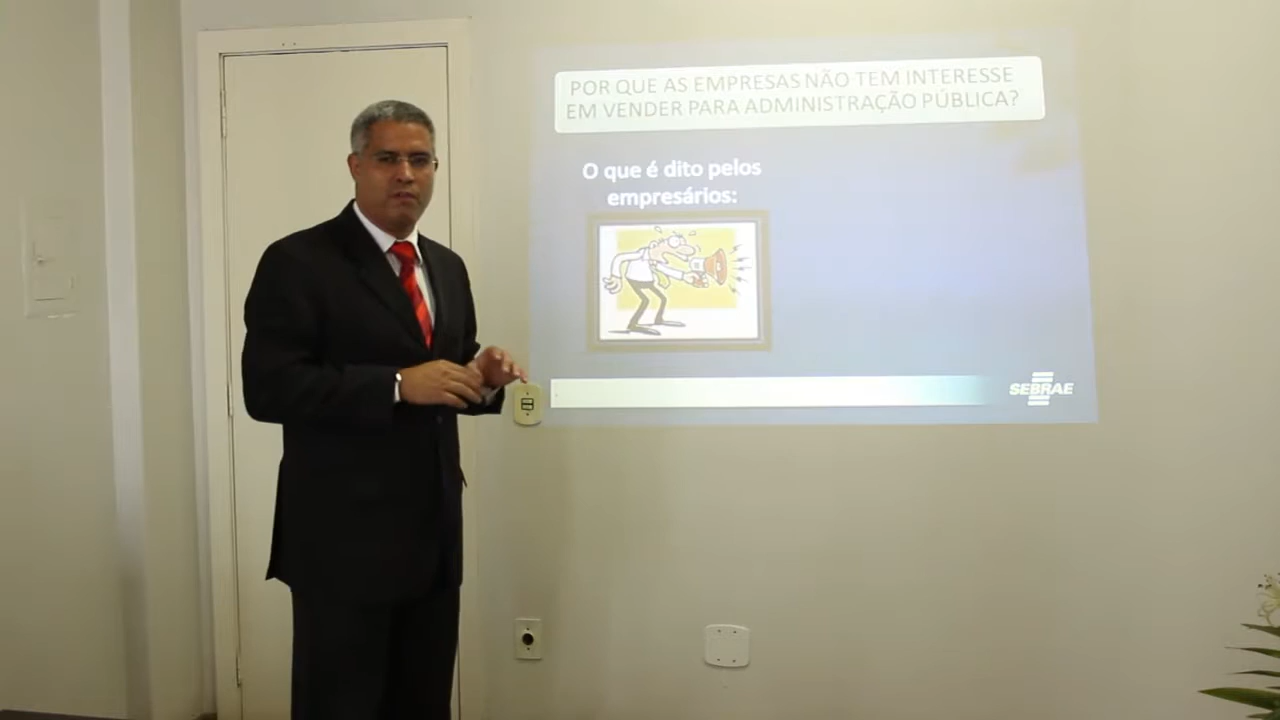 POR QUE AS EMPRESAS NÃO TEM INTERESSE
EM VENDER PARA ADMINISTRAÇÃO PÚBLICA?
O que é dito pelos
empresários:
SEBRAE